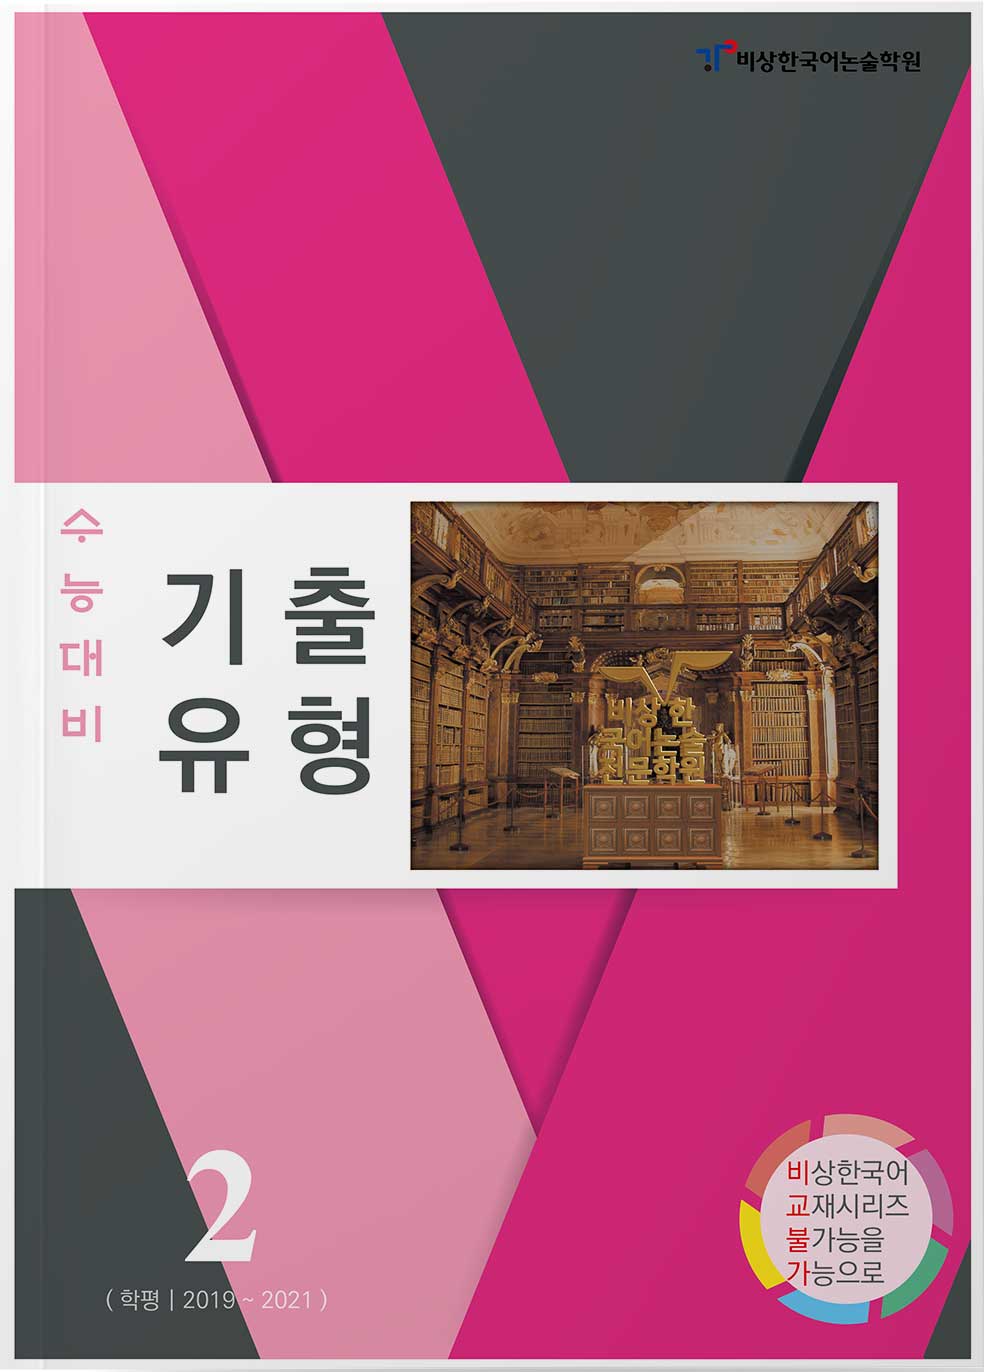 비상한국어논술학원
수능대비
기출
유형
비상한
국어논술
전문학원
2
( 학평 | 2019 ~ 2021 )
비상한국어
교재시리즈
불가능을
가능으로